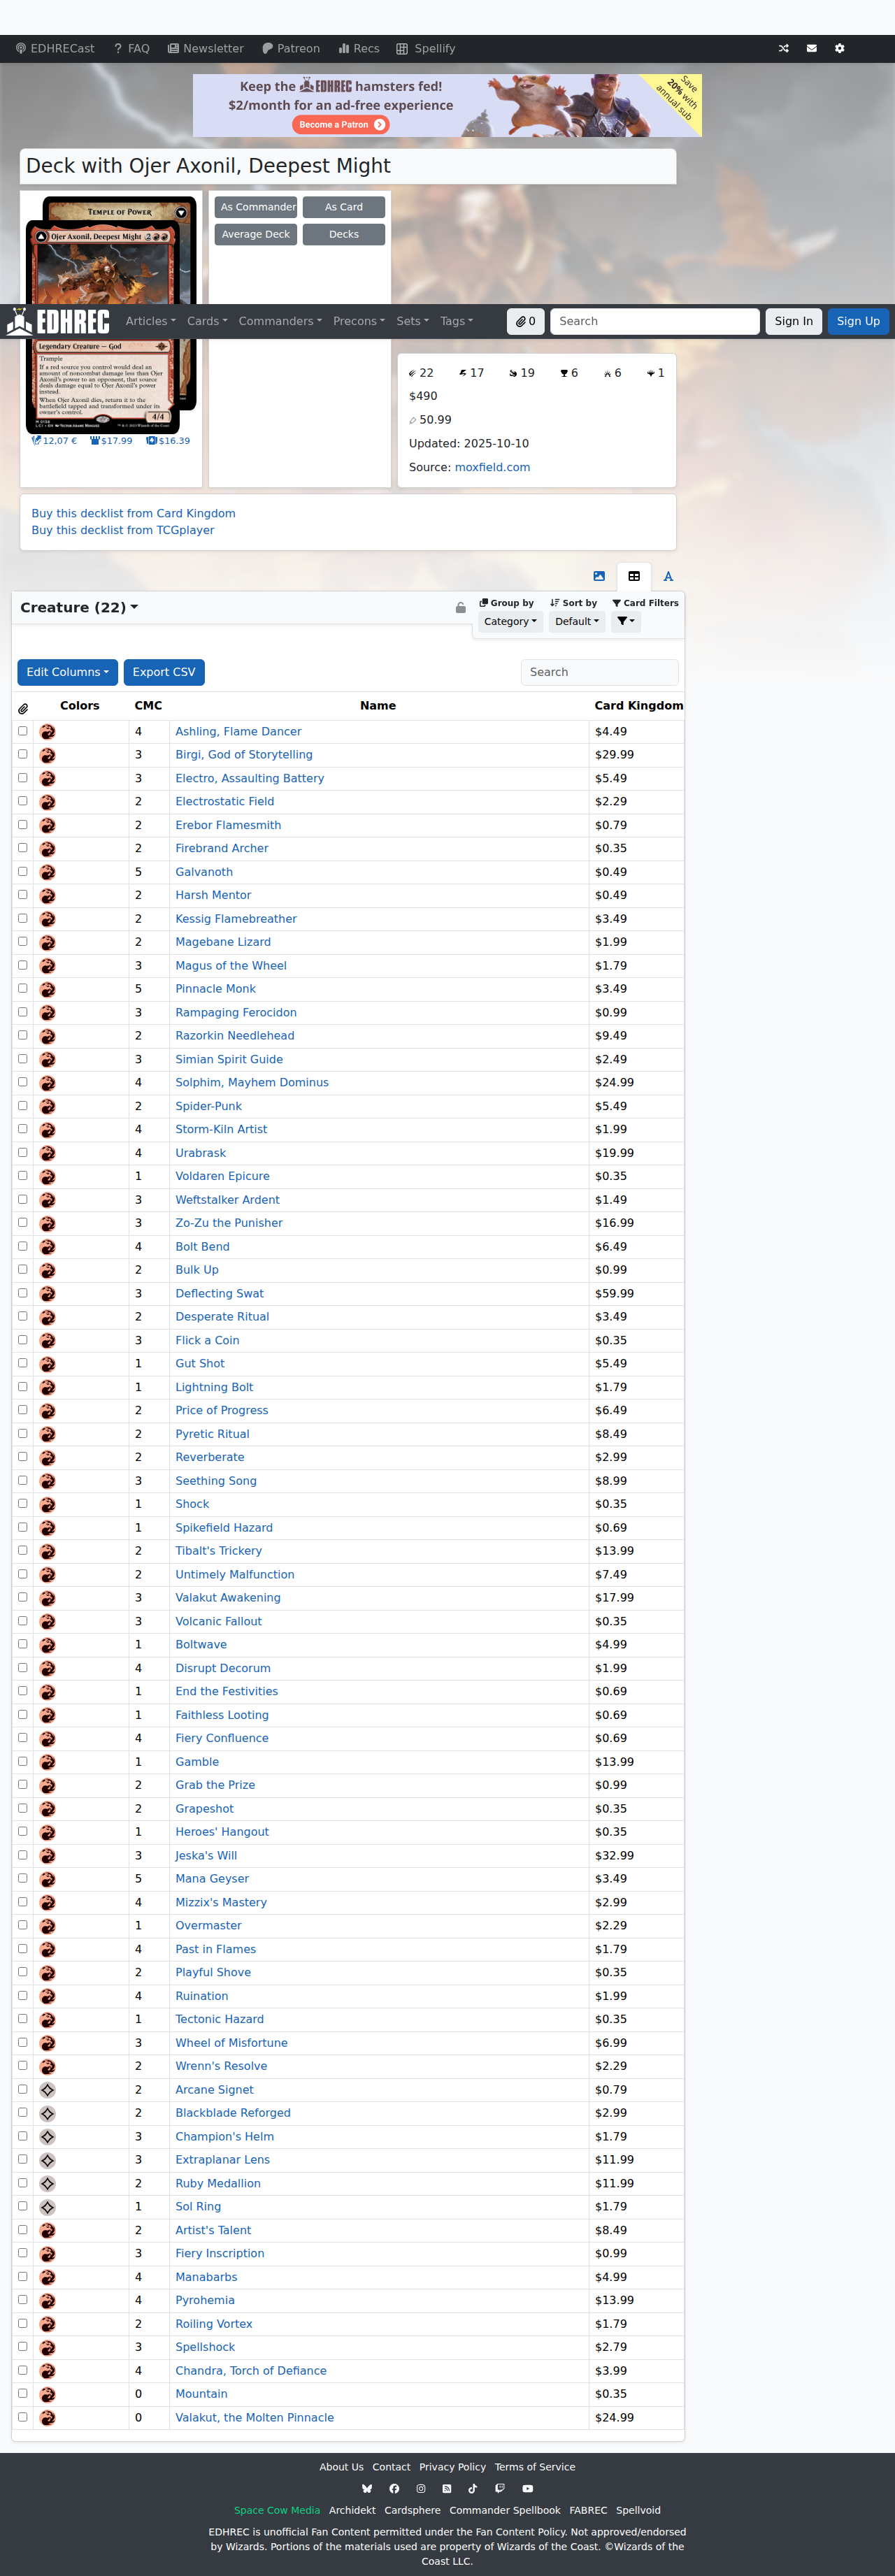 EDHRECast FAQ Newsletter Patreon Recs Spellify
Keep the EDHREC hamsters fed!
$2/month for an ad-free experience
Become a Patron
Save
20% with
annual sub
Deck with Ojer Axonil, Deepest Might
Temple of Power
Ojer Axonil, Deepest Might
As Commander As Card
Average Deck Decks
EDHREC Articles Cards Commanders Precons Sets Tags 0 Search Sign In Sign Up
Legendary Creature — God
Trample
If a red source you control would deal an
amount of noncombat damage less than Ojer
Axonil's power to an opponent, that source
deals damage equal to Ojer Axonil's power
instead.
When Ojer Axonil dies, return it to the
battlefield tapped and transformed under its
owner's control.
4/4
12,07 € $17.99 $16.39
22 17 19 6 6 1
$490
50.99
Updated: 2025-10-10
Source: moxfield.com
Buy this decklist from Card Kingdom
Buy this decklist from TCGplayer
Creature (22)
Group by Sort by Card Filters
Category Default
Edit Columns Export CSV Search
Colors CMC Name Card Kingdom
4 Ashling, Flame Dancer $4.49
3 Birgi, God of Storytelling $29.99
3 Electro, Assaulting Battery $5.49
2 Electrostatic Field $2.29
2 Erebor Flamesmith $0.79
2 Firebrand Archer $0.35
5 Galvanoth $0.49
2 Harsh Mentor $0.49
2 Kessig Flamebreather $3.49
2 Magebane Lizard $1.99
3 Magus of the Wheel $1.79
5 Pinnacle Monk $3.49
3 Rampaging Ferocidon $0.99
2 Razorkin Needlehead $9.49
3 Simian Spirit Guide $2.49
4 Solphim, Mayhem Dominus $24.99
2 Spider-Punk $5.49
4 Storm-Kiln Artist $1.99
4 Urabrask $19.99
1 Voldaren Epicure $0.35
3 Weftstalker Ardent $1.49
3 Zo-Zu the Punisher $16.99
4 Bolt Bend $6.49
2 Bulk Up $0.99
3 Deflecting Swat $59.99
2 Desperate Ritual $3.49
3 Flick a Coin $0.35
1 Gut Shot $5.49
1 Lightning Bolt $1.79
2 Price of Progress $6.49
2 Pyretic Ritual $8.49
2 Reverberate $2.99
3 Seething Song $8.99
1 Shock $0.35
1 Spikefield Hazard $0.69
2 Tibalt's Trickery $13.99
2 Untimely Malfunction $7.49
3 Valakut Awakening $17.99
3 Volcanic Fallout $0.35
1 Boltwave $4.99
4 Disrupt Decorum $1.99
1 End the Festivities $0.69
1 Faithless Looting $0.69
4 Fiery Confluence $0.69
1 Gamble $13.99
2 Grab the Prize $0.99
2 Grapeshot $0.35
1 Heroes' Hangout $0.35
3 Jeska's Will $32.99
5 Mana Geyser $3.49
4 Mizzix's Mastery $2.99
1 Overmaster $2.29
4 Past in Flames $1.79
2 Playful Shove $0.35
4 Ruination $1.99
1 Tectonic Hazard $0.35
3 Wheel of Misfortune $6.99
2 Wrenn's Resolve $2.29
2 Arcane Signet $0.79
2 Blackblade Reforged $2.99
3 Champion's Helm $1.79
3 Extraplanar Lens $11.99
2 Ruby Medallion $11.99
1 Sol Ring $1.79
2 Artist's Talent $8.49
3 Fiery Inscription $0.99
4 Manabarbs $4.99
4 Pyrohemia $13.99
2 Roiling Vortex $1.79
3 Spellshock $2.79
4 Chandra, Torch of Defiance $3.99
0 Mountain $0.35
0 Valakut, the Molten Pinnacle $24.99
About Us Contact Privacy Policy Terms of Service
Space Cow Media Archidekt Cardsphere Commander Spellbook FABREC Spellvoid
EDHREC is unofficial Fan Content permitted under the Fan Content Policy. Not approved/endorsed
by Wizards. Portions of the materials used are property of Wizards of the Coast. ©Wizards of the
Coast LLC.